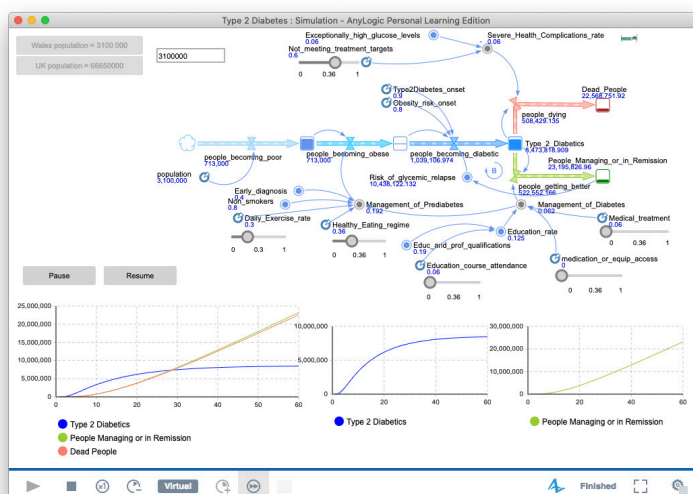 Type 2 Diabetes : Simulation - AnyLogic Personal Learning Edition
Wales population = 3100 000
UK population = 66650000
3100000
Exceptionally_high_glucose_levels
0.06
Severe_Health_Complications_rate
0.06
Not_meeting_treatment_targets
0.6
0 0.36 1
Type2Diabetes_onset
0.9
Obesity_risk_onset
0.8
Dead_People
22,568,751.92
people_dying
508,429.135
people_becoming_poor
713,000
people_becoming_obese
713,000
people_becoming_diabetic
1,039,106.974
Type_2_Diabetics
8,473,818.909
population
3,100,000
Risk_of_glycemic_relapse
10,438,122.132
B
People_Managing_or_in_Remission
23,195,826.96
people_getting_better
522,552.166
Early_diagnosis
0.4
Non_smokers
0.8
Daily_Exercise_rate
0.3
0 0.3 1
Management_of_Prediabetes
0.192
Healthy_Eating_regime
0.36
0 0.36 1
Management_of_Diabetes
0.062
Medical_treatment
0.06
0 0.36 1
Education_rate
0.125
Educ_and_prof_qualifications
0.19
Education_course_attendance
0.06
0 0.36 1
medication_or_equip_access
0
0 0.36 1
Pause
Resume
25,000,000
20,000,000
15,000,000
10,000,000
5,000,000
0
0 10 20 30 40 50 60
Type 2 Diabetics
People Managing or in Remission
Dead People
10,000,000
5,000,000
0
0 20 40 60
Type 2 Diabetics
30,000,000
20,000,000
10,000,000
0
0 20 40 60
People Managing or in Remission
x1
Virtual
Finished